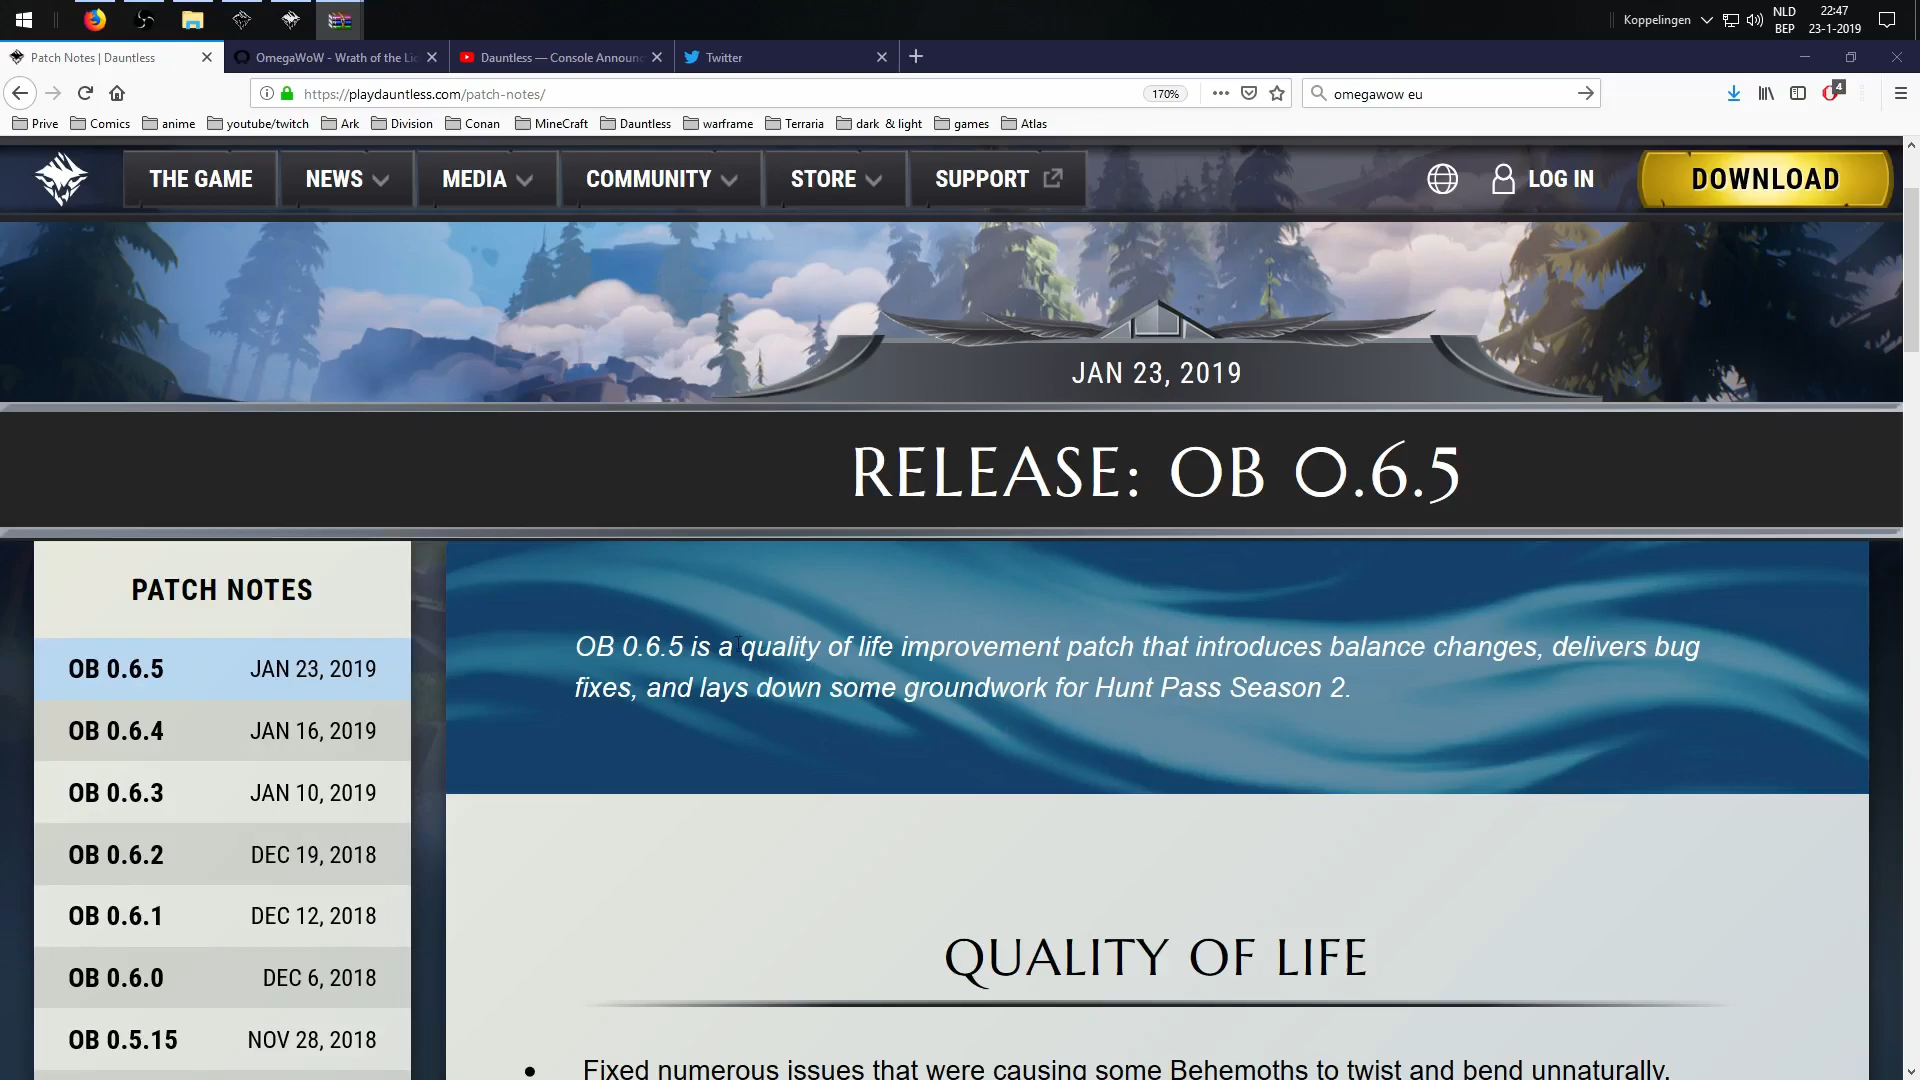 Koppelingen
NLD
BEP
22:47
23-1-2019
Patch Notes | Dauntless
OmegaWoW - Wrath of the Lic
Dauntless — Console Announc
Twitter
https://playdauntless.com/patch-notes/
170%
omegawow eu
4
Prive
Comics
anime
youtube/twitch
Ark
Division
Conan
MineCraft
Dauntless
warframe
Terraria
dark & light
games
Atlas
THE GAME
NEWS
MEDIA
COMMUNITY
STORE
SUPPORT
LOG IN
DOWNLOAD
JAN 23, 2019
RELEASE: OB 0.6.5
PATCH NOTES
OB 0.6.5 JAN 23, 2019
OB 0.6.4 JAN 16, 2019
OB 0.6.3 JAN 10, 2019
OB 0.6.2 DEC 19, 2018
OB 0.6.1 DEC 12, 2018
OB 0.6.0 DEC 6, 2018
OB 0.5.15 NOV 28, 2018
OB 0.6.5 is a quality of life improvement patch that introduces balance changes, delivers bug
fixes, and lays down some groundwork for Hunt Pass Season 2.
QUALITY OF LIFE
• Fixed numerous issues that were causing some Behemoths to twist and bend unnaturally.